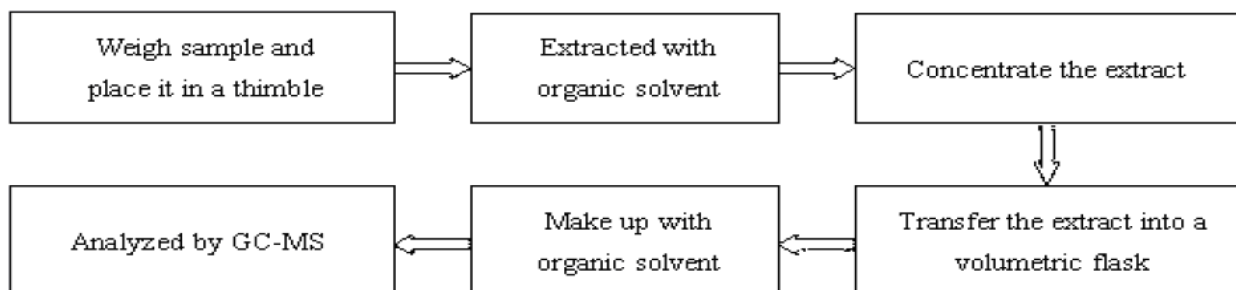 Weigh sample and
place it in a thimble
Extracted with
organic solvent
Concentrate the extract
Transfer the extract into a
volumetric flask
Make up with
organic solvent
Analyzed by GC-MS